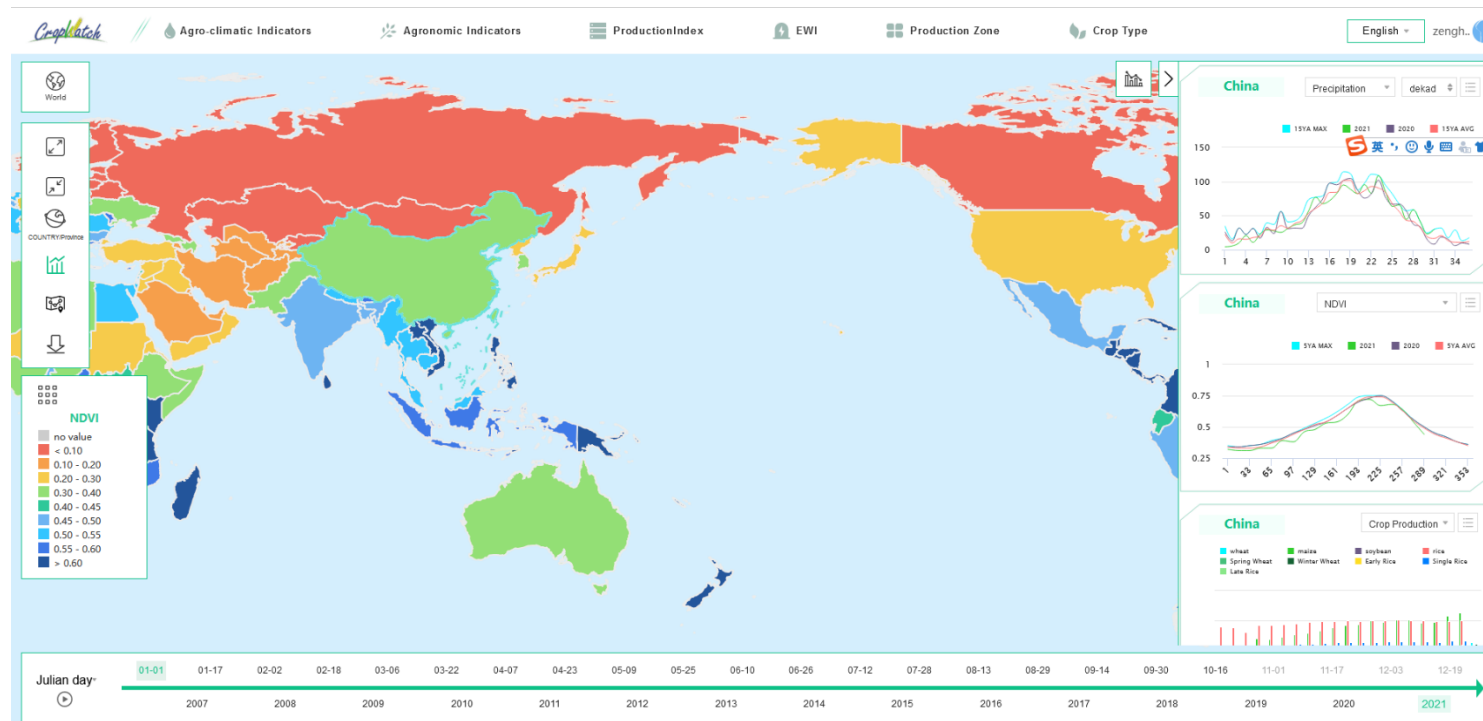 CropWatch
Agro-climatic Indicators
Agronomic Indicators
ProductionIndex
EWI
Production Zone
Crop Type
English
zengh..
World
COUNTRY/Province
NDVI
no value
< 0.10
0.10 - 0.20
0.20 - 0.30
0.30 - 0.40
0.40 - 0.45
0.45 - 0.50
0.50 - 0.55
0.55 - 0.60
> 0.60
China
Precipitation
dekad
15YA MAX 2021 2020 15YA AVG
英
150
100
50
0
1 4 7 10 13 16 19 22 25 28 31 34
China
NDVI
5YA MAX 2021 2020 5YA AVG
1
0.75
0.5
0.25
1 33 65 97 129 161 193 225 257 289 321 353
China
Crop Production
wheat maize soybean rice
Spring Wheat Winter Wheat Early Rice Single Rice
Late Rice
Julian day
01-01 01-17 02-02 02-18 03-06 03-22 04-07 04-23 05-09 05-25 06-10 06-26 07-12 07-28 08-13 08-29 09-14 09-30 10-16 11-01 11-17 12-03 12-19
2007 2008 2009 2010 2011 2012 2013 2014 2015 2016 2017 2018 2019 2020 2021